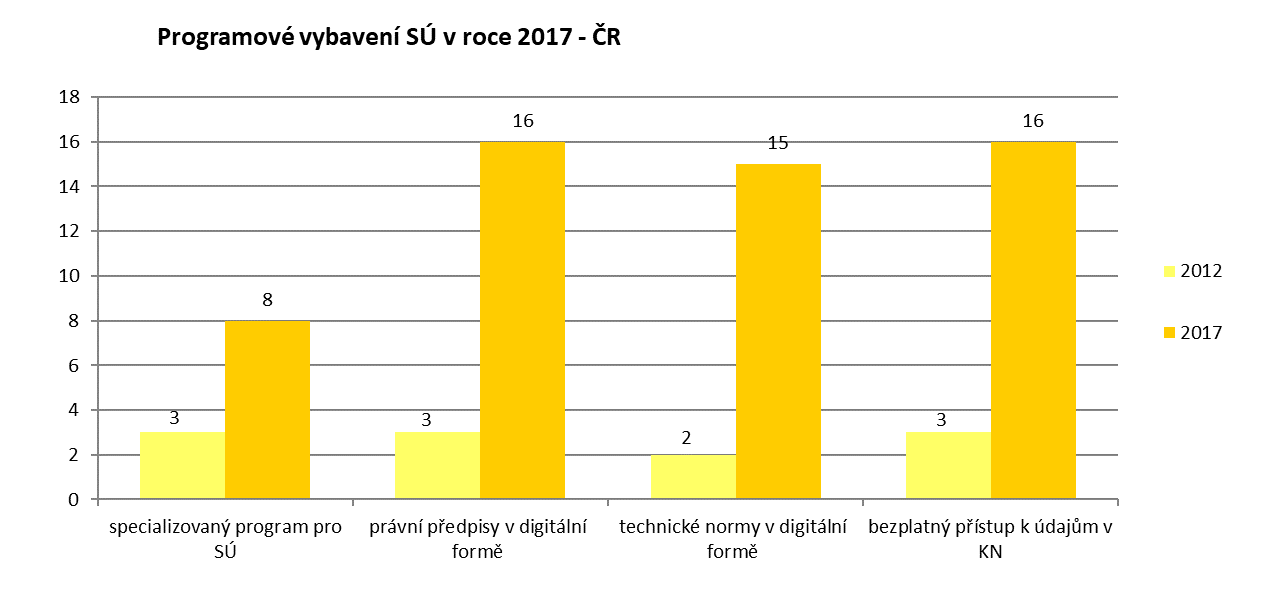 Programové vybavení SÚ v roce 2017 - ČR
18
16
14
12
10
8
6
4
2
0
3
8
3
16
2
15
3
16
specializovaný program pro
SÚ
právní předpisy v digitální
formě
technické normy v digitální
formě
bezplatný přístup k údajům v
KN
2012
2017